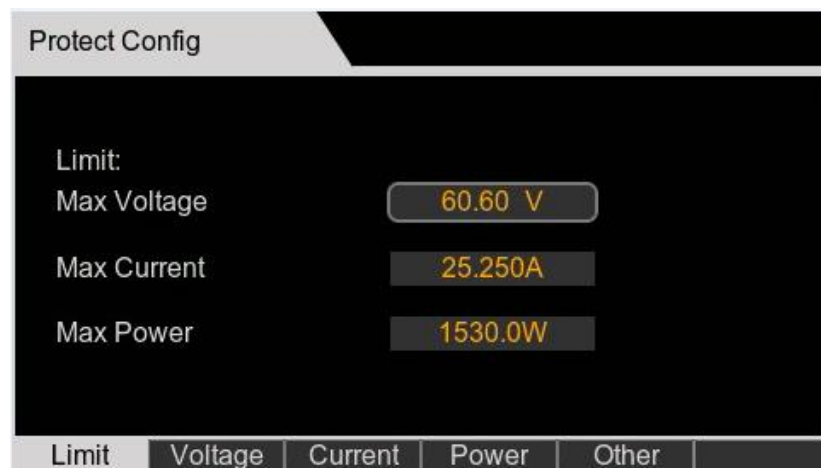 Protect Config
Limit:
Max Voltage 60.60 V
Max Current 25.250A
Max Power 1530.0W
Limit Voltage Current Power Other